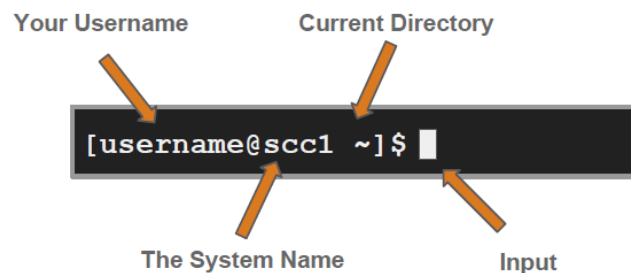 Your Username
Current Directory
[username@scc1 ~]$
The System Name
Input